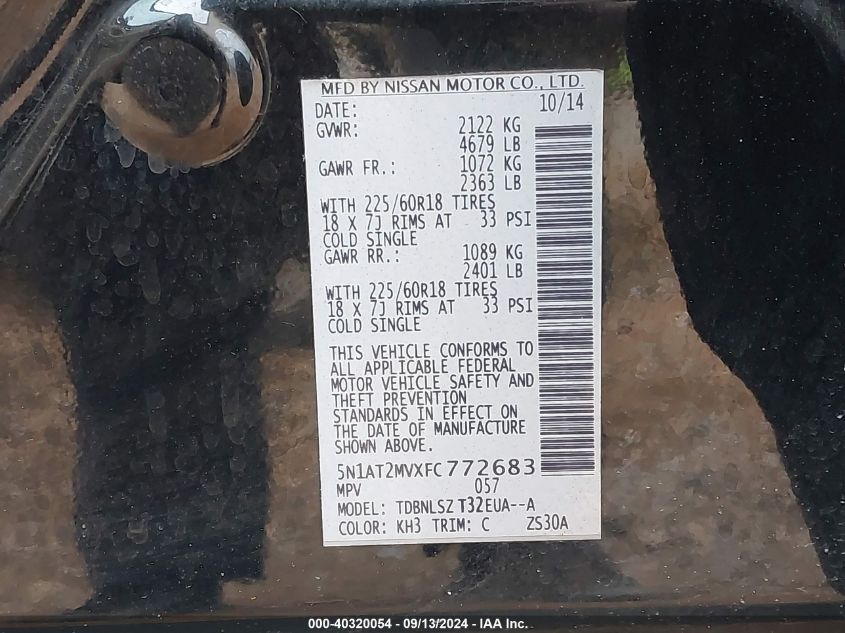 MFD BY NISSAN MOTOR CO., LTD.
DATE: 10/14
GVWR: 2122 KG
4679 LB
GAWR FR.: 1072 KG
2363 LB
WITH 225/60R18 TIRES
18 X 7J RIMS AT 33 PSI
COLD SINGLE
GAWR RR.: 1089 KG
2401 LB
WITH 225/60R18 TIRES
18 X 7J RIMS AT 33 PSI
COLD SINGLE
THIS VEHICLE CONFORMS TO
ALL APPLICABLE FEDERAL
MOTOR VEHICLE SAFETY AND
THEFT PREVENTION
STANDARDS IN EFFECT ON
THE DATE OF MANUFACTURE
SHOWN ABOVE.
5N1AT2MVXFC772683
MPV 057
MODEL: TDBNLSZ T32EUA--A
COLOR: KH3 TRIM: C ZS30A
000-40320054 - 09/13/2024 - IAA Inc.